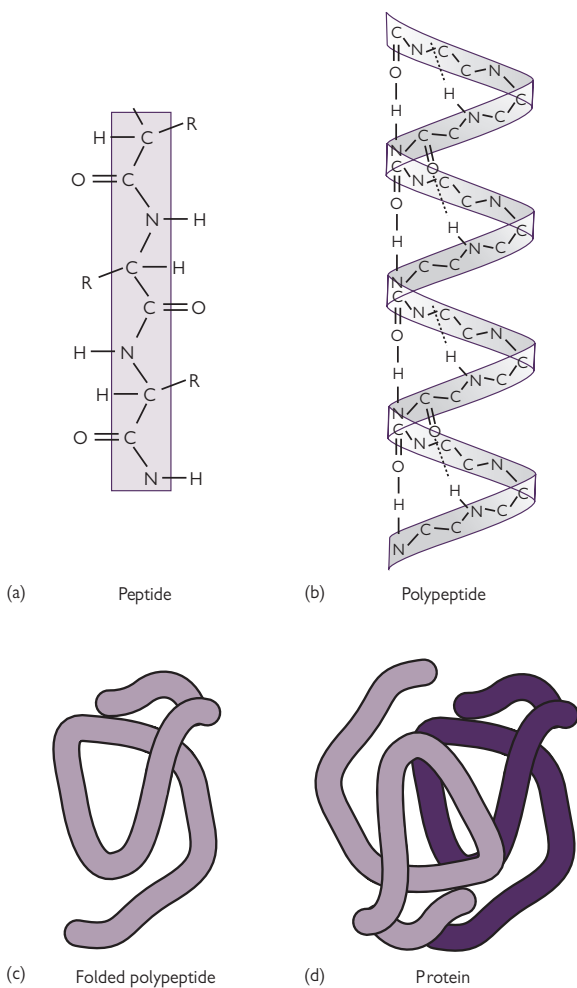 H C R
O C
N H
R C H
C O
H N
H C R
O C
N H
(a) Peptide
C N C C N
O C
H N C
H C C
N
C O N C C N
O C
H N C
H C C
N
C N C C N
O C
H N C
H C C
N
C O N C C N
O C
H N C
H C C
N
(b) Polypeptide
(c) Folded polypeptide
(d) Protein